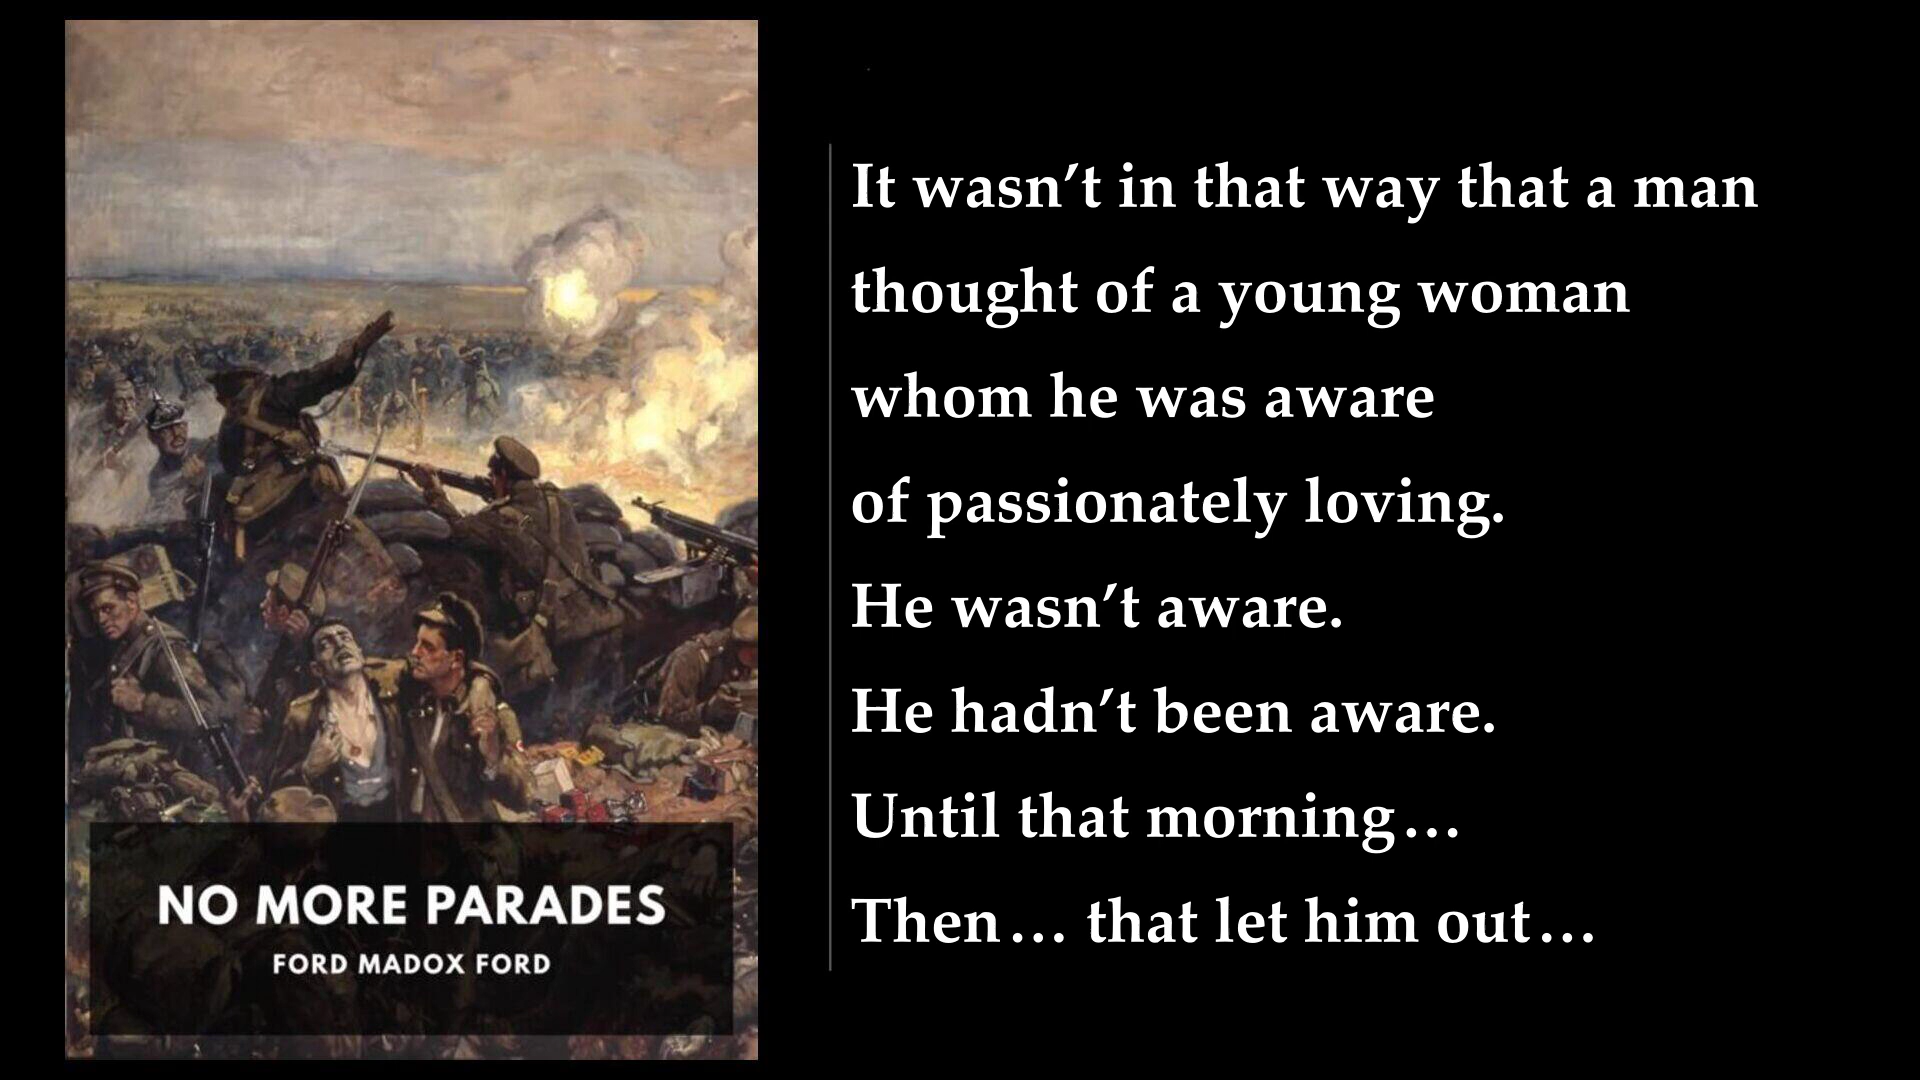 NO MORE PARADES
FORD MADOX FORD
It wasn’t in that way that a man
thought of a young woman
whom he was aware
of passionately loving.
He wasn’t aware.
He hadn’t been aware.
Until that morning…
Then… that let him out…